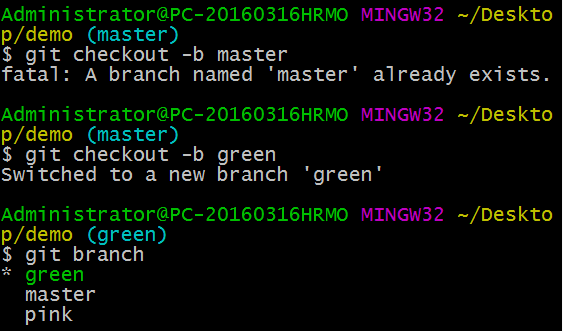 Administrator@PC-20160316HRMO MINGW32 ~/Deskto
p/demo (master)
$ git checkout -b master
fatal: A branch named 'master' already exists.
Administrator@PC-20160316HRMO MINGW32 ~/Deskto
p/demo (master)
$ git checkout -b green
Switched to a new branch 'green'
Administrator@PC-20160316HRMO MINGW32 ~/Deskto
p/demo (green)
$ git branch
* green
master
pink